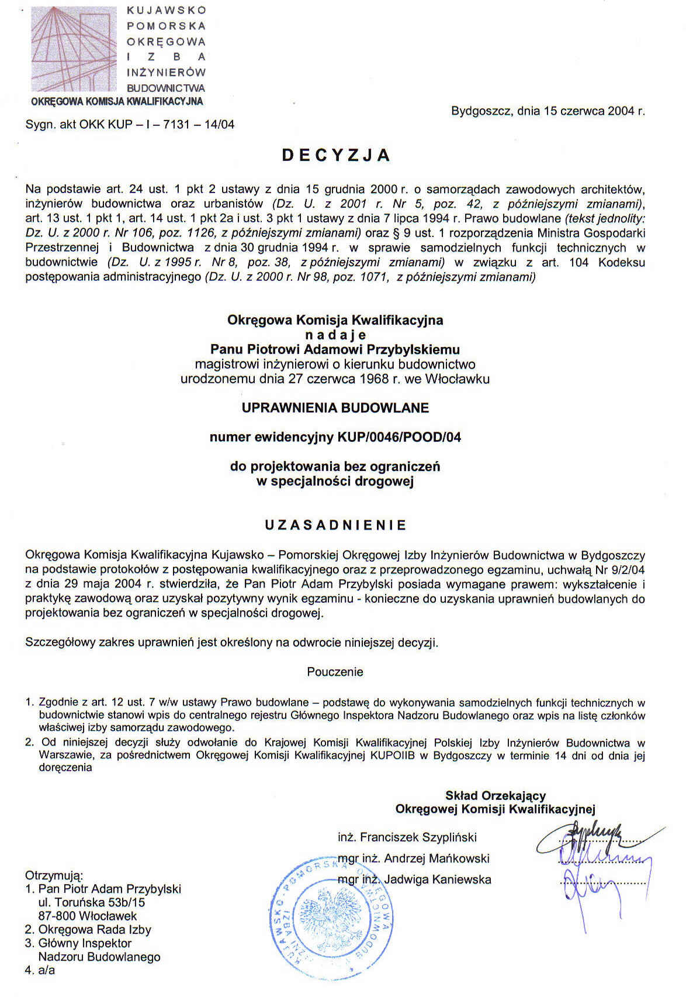 KUJAWSKO
POMORSKA
OKRĘGOWA
IZBA
INŻYNIERÓW
BUDOWNICTWA
OKRĘGOWA KOMISJA KWALIFIKACYJNA
Bydgoszcz, dnia 15 czerwca 2004 r.
Sygn. akt OKK KUP – I – 7131 – 14/04
DECYZJA
Na podstawie art. 24 ust. 1 pkt 2 ustawy z dnia 15 grudnia 2000 r. o samorządach zawodowych architektów,
inżynierów budownictwa oraz urbanistów (Dz. U. z 2001 r. Nr 5, poz. 42, z późniejszymi zmianami),
art. 13 ust. 1 pkt 1, art. 14 ust. 1 pkt 2a i ust. 3 pkt 1 ustawy z dnia 7 lipca 1994 r. Prawo budowlane (tekst jednolity:
Dz. U. z 2000 r. Nr 106, poz. 1126, z późniejszymi zmianami) oraz § 9 ust. 1 rozporządzenia Ministra Gospodarki
Przestrzennej i Budownictwa z dnia 30 grudnia 1994 r. w sprawie samodzielnych funkcji technicznych w
budownictwie (Dz. U. z 1995 r. Nr 8, poz. 38, z późniejszymi zmianami) w związku z art. 104 Kodeksu
postępowania administracyjnego (Dz. U. z 2000 r. Nr 98, poz. 1071, z późniejszymi zmianami)
Okręgowa Komisja Kwalifikacyjna
nadaje
Panu Piotrowi Adamowi Przybylskiemu
magistrowi inżynierowi o kierunku budownictwo
urodzonemu dnia 27 czerwca 1968 r. we Włocławku
UPRAWNIENIA BUDOWLANE
numer ewidencyjny KUP/0046/POOD/04
do projektowania bez ograniczeń
w specjalności drogowej
UZASADNIENIE
Okręgowa Komisja Kwalifikacyjna Kujawsko – Pomorskiej Okręgowej Izby Inżynierów Budownictwa w Bydgoszczy
na podstawie protokołów z postępowania kwalifikacyjnego oraz z przeprowadzonego egzaminu, uchwałą Nr 9/2/04
z dnia 29 maja 2004 r. stwierdziła, że Pan Piotr Adam Przybylski posiada wymagane prawem: wykształcenie i
praktykę zawodową oraz uzyskał pozytywny wynik egzaminu - konieczne do uzyskania uprawnień budowlanych do
projektowania bez ograniczeń w specjalności drogowej.
Szczegółowy zakres uprawnień jest określony na odwrocie niniejszej decyzji.
Pouczenie
1. Zgodnie z art. 12 ust. 7 w/w ustawy Prawo budowlane – podstawę do wykonywania samodzielnych funkcji technicznych w
budownictwie stanowi wpis do centralnego rejestru Głównego Inspektora Nadzoru Budowlanego oraz wpis na listę członków
właściwej izby samorządu zawodowego.
2. Od niniejszej decyzji służy odwołanie do Krajowej Komisji Kwalifikacyjnej Polskiej Izby Inżynierów Budownictwa w
Warszawie, za pośrednictwem Okręgowej Komisji Kwalifikacyjnej KUPOIIB w Bydgoszczy w terminie 14 dni od dnia jej
doręczenia
Skład Orzekający
Okręgowej Komisji Kwalifikacyjnej
inż. Franciszek Szypliński
mgr inż. Andrzej Mańkowski
mgr inż. Jadwiga Kaniewska
KUJAWSKO-POMORSKA OKRĘGOWA
Otrzymują:
1. Pan Piotr Adam Przybylski
ul. Toruńska 53b/15
87-800 Włocławek
2. Okręgowa Rada Izby
3. Główny Inspektor
Nadzoru Budowlanego
4. a/a